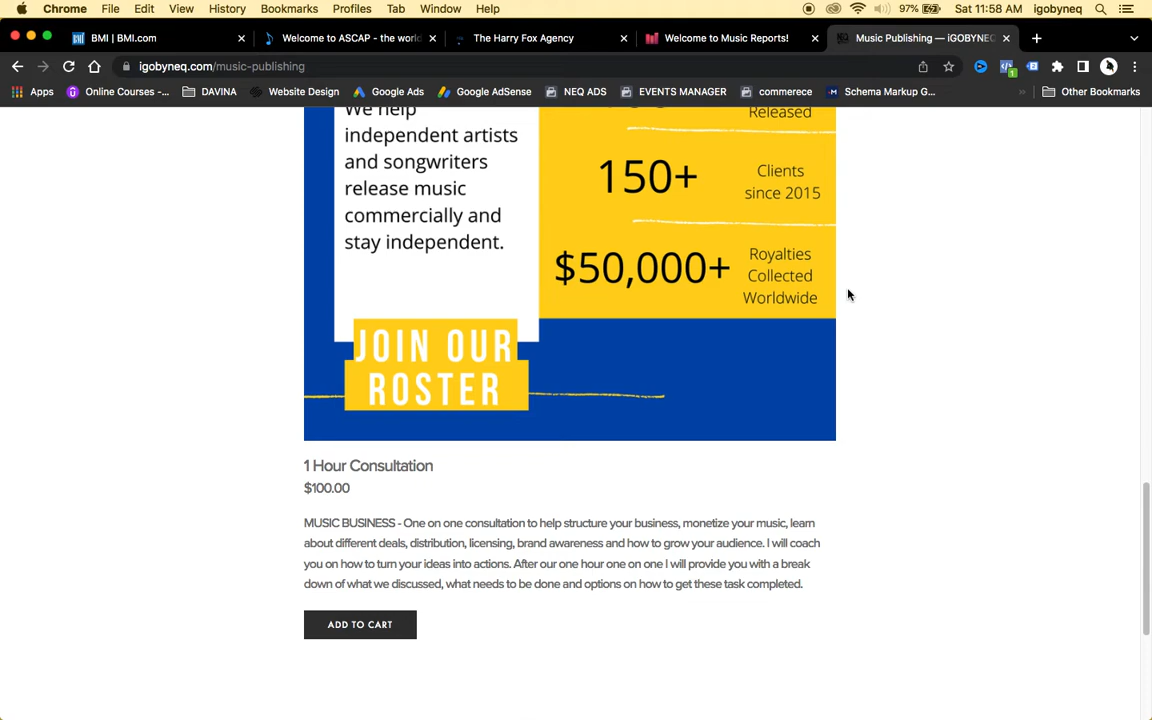 Chrome File Edit View History Bookmarks Profiles Tab Window Help 97% Sat 11:58 AM igobyneq
BMI | BMI.com Welcome to ASCAP - the world The Harry Fox Agency Welcome to Music Reports! Music Publishing — iGOBYNEQ
igobyneq.com/music-publishing 1
Apps Online Courses -... DAVINA Website Design Google Ads Google AdSense NEQ ADS EVENTS MANAGER commerece Schema Markup G... Other Bookmarks
We help
independent artists
and songwriters
release music
commercially and
stay independent.
Released
150+ Clients
since 2015
$50,000+ Royalties
Collected
Worldwide
JOIN OUR
ROSTER
1 Hour Consultation
$100.00
MUSIC BUSINESS - One on one consultation to help structure your business, monetize your music, learn
about different deals, distribution, licensing, brand awareness and how to grow your audience. I will coach
you on how to turn your ideas into actions. After our one hour one on one I will provide you with a break
down of what we discussed, what needs to be done and options on how to get these task completed.
ADD TO CART